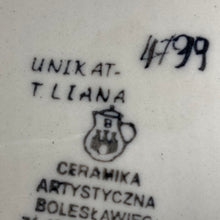 4799
UNIKAT-
T. LIANA
CERAMIKA
ARTYSTYCZNA
BOLESŁAWIEC